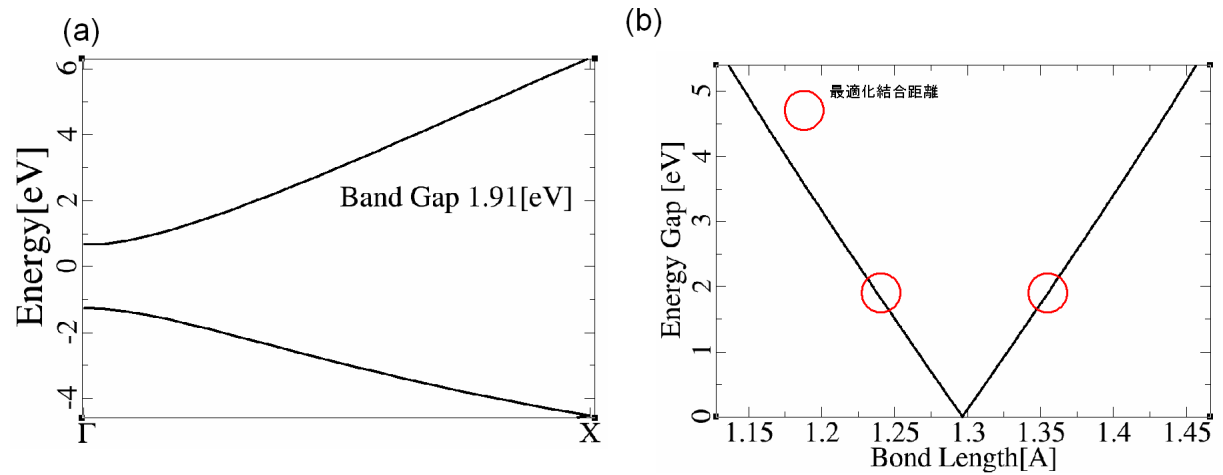 (a)
Energy[eV]
6
4
2
0
-2
-4
Γ
X
Band Gap 1.91[eV]
(b)
最適化結合距離
Energy Gap [eV]
5
4
3
2
1
0
1.15 1.2 1.25 1.3 1.35 1.4 1.45
Bond Length[A]